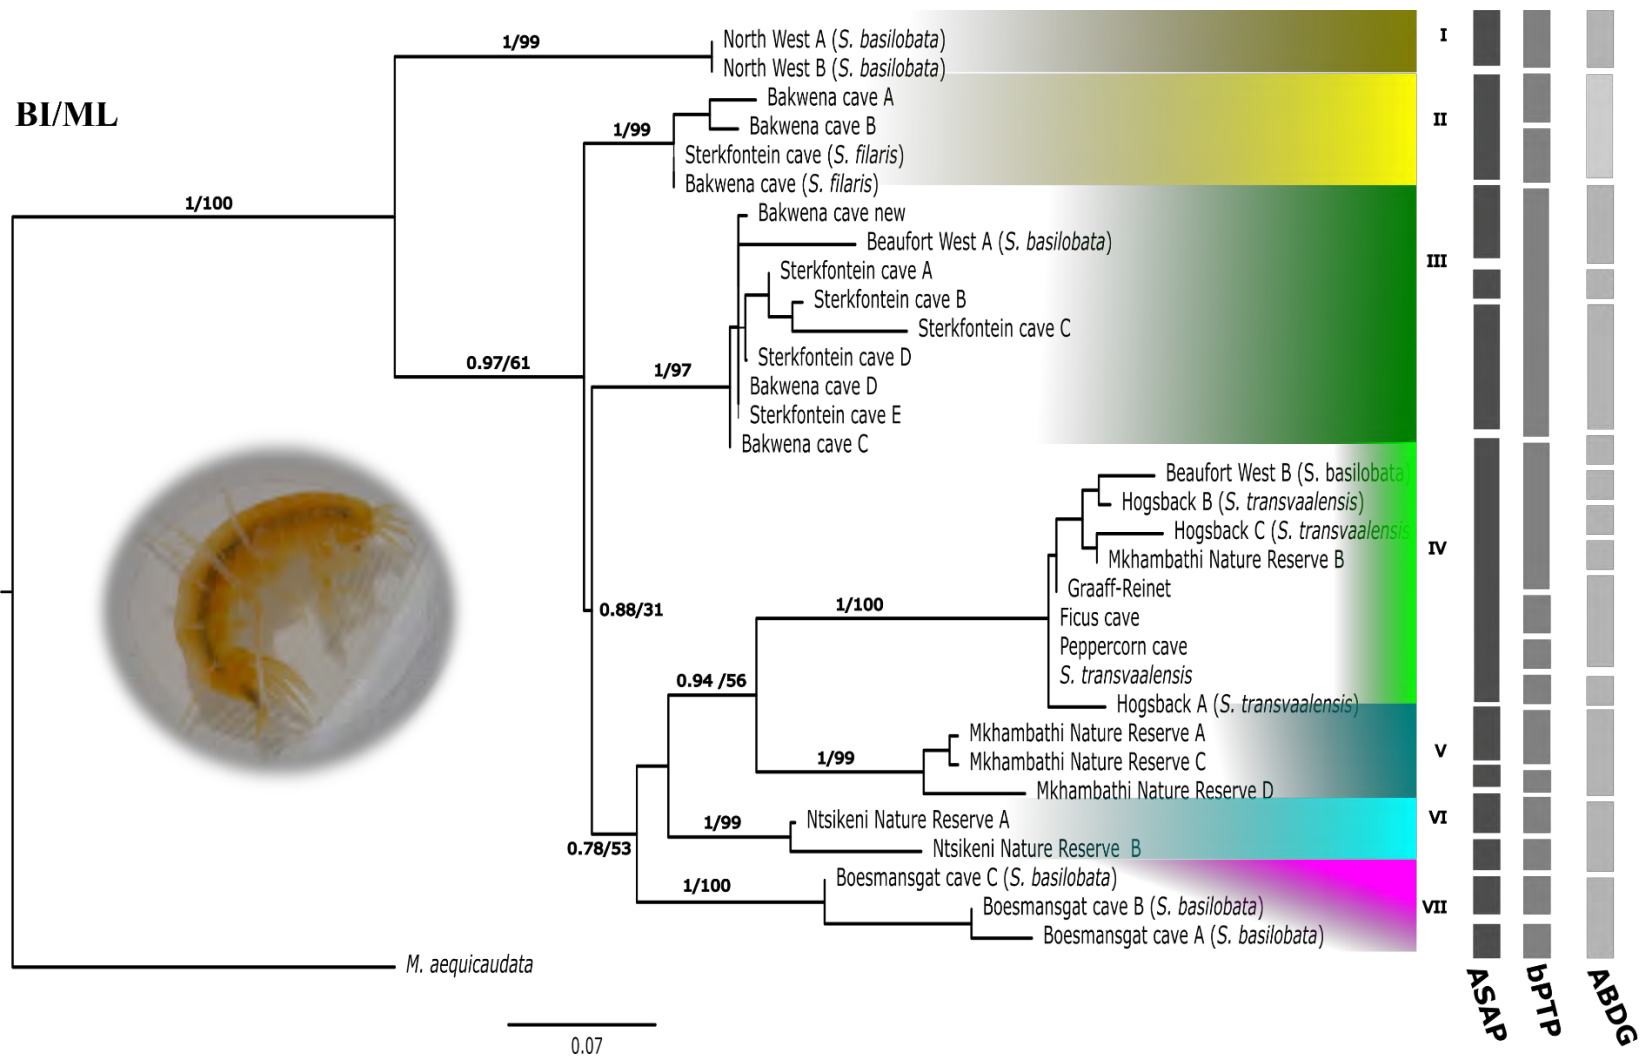 North West A (S. basilobata)
I
1/99
North West B (S. basilobata)
Bakwena cave A
BI/ML
II
Bakwena cave B
1/99
Sterkfontein cave (S. filaris)
Bakwena cave (S. filaris)
1/100
Bakwena cave new
Beaufort West A (S. basilobata)
III
Sterkfontein cave A
Sterkfontein cave B
Sterkfontein cave C
Sterkfontein cave D
0.97/61
1/97
Bakwena cave D
Sterkfontein cave E
Bakwena cave C
Beaufort West B (S. basilobata)
Hogsback B (S. transvaalensis)
Hogsback C (S. transvaalensis
IV
Mkhambathi Nature Reserve B
Graaff-Reinet
1/100
0.88/31
Ficus cave
Peppercorn cave
S. transvaalensis
0.94 /56
Hogsback A (S. transvaalensis)
Mkhambathi Nature Reserve A
V
1/99
Mkhambathi Nature Reserve C
Mkhambathi Nature Reserve D
VI
1/99
Ntsikeni Nature Reserve A
0.78/53
Ntsikeni Nature Reserve B
Boesmansgat cave C (S. basilobata)
1/100
VII
Boesmansgat cave B (S. basilobata)
Boesmansgat cave A (S. basilobata)
M. aequicaudata
ASAP
bPTP
ABDG
0.07